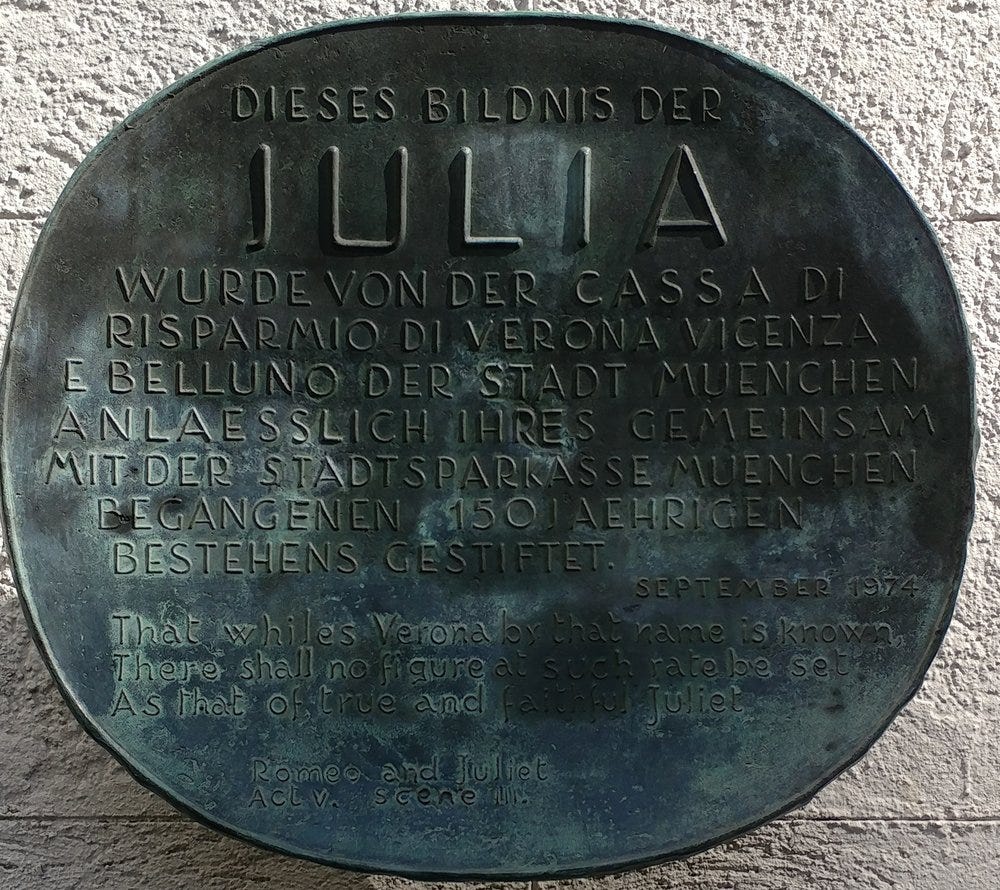 DIESES BILDNIS DER
JULIA
WURDE VON DER CASSA DI
RISPARMIO DI VERONA VICENZA
E BELLUNO DER STADT MUENCHEN
ANLAESSLICH IHRES GEMEINSAM
MIT DER STADTSPARKASSE MUENCHEN
BEGANGENEN 150 JAEHRIGEN
BESTEHENS GESTIFTET.
SEPTEMBER 1974
That whiles Verona by that name is known,
There shall no figure at such rate be set
As that of true and faithful Juliet
Romeo and Juliet
Act V. scene III.